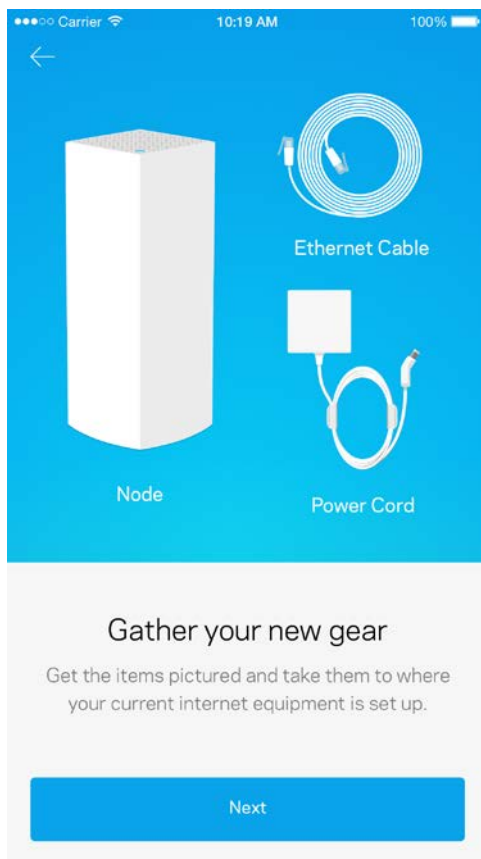 Carrier 10:19 AM 100%
Ethernet Cable
Node
Power Cord
Gather your new gear
Get the items pictured and take them to where
your current internet equipment is set up.
Next